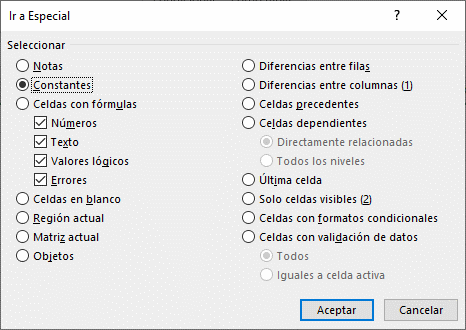 Ir a Especial
Seleccionar
Notas
Constantes
Celdas con fórmulas
Números
Texto
Valores lógicos
Errores
Celdas en blanco
Región actual
Matriz actual
Objetos
Diferencias entre filas
Diferencias entre columnas (1)
Celdas precedentes
Celdas dependientes
Directamente relacionadas
Todos los niveles
Última celda
Solo celdas visibles (2)
Celdas con formatos condicionales
Celdas con validación de datos
Todos
Iguales a celda activa
Aceptar
Cancelar